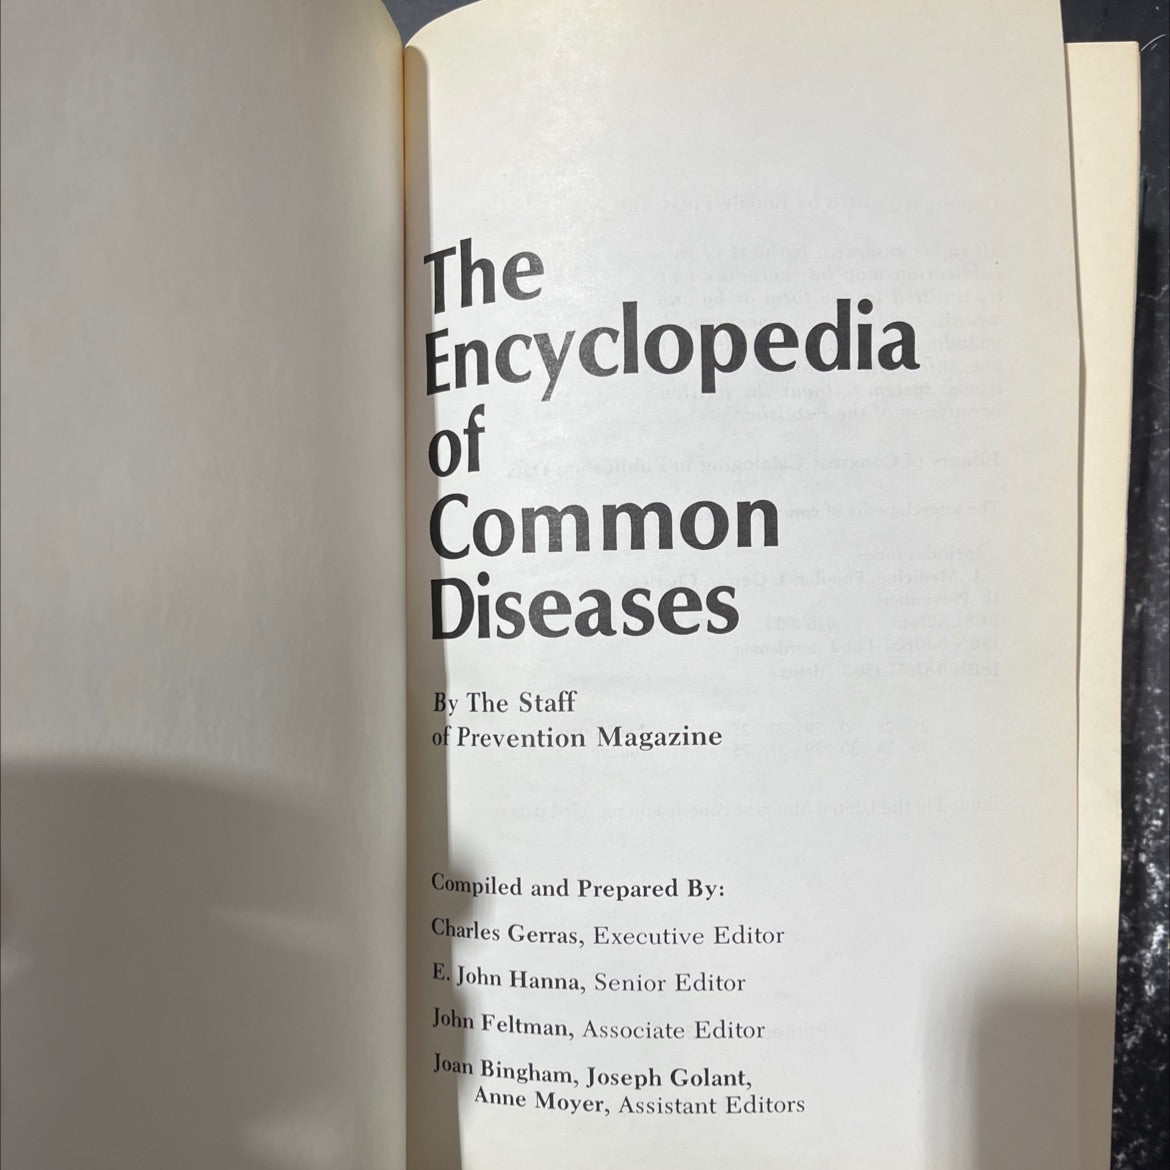 The
Encyclopedia
of
Common
Diseases
By The Staff
of Prevention Magazine
Compiled and Prepared By:
Charles Gerras, Executive Editor
E. John Hanna, Senior Editor
John Feltman, Associate Editor
Joan Bingham, Joseph Golant,
Anne Moyer, Assistant Editors